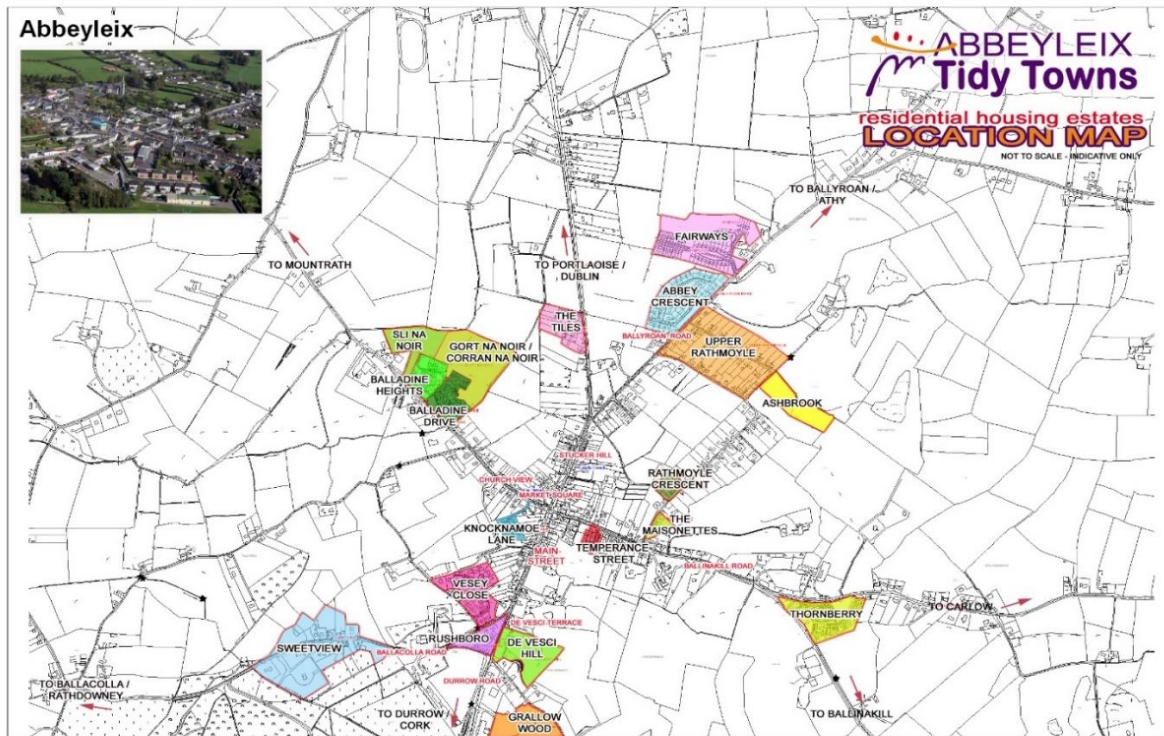 Abbeyleix
ABBEYLEIX
Tidy Towns
residential housing estates
LOCATION MAP
NOT TO SCALE - INDICATIVE ONLY
TO BALLYROAN /
ATHY
FAIRWAYS
TO MOUNTRATH
TO PORTLAOISE /
DUBLIN
ABBEY
CRESCENT
THE
TILES
BALLYROAN ROAD
UPPER
RATHMOYLE
SLI NA
NOIR
GORT NA NOIR /
CORRAN NA NOIR
BALLADINE
HEIGHTS
BALLADINE
DRIVE
ASHBROOK
STUCKER HILL
RATHMOYLE
CRESCENT
CHURCH VIEW
MARKET SQUARE
KNOCKNAMOE
LANE
THE
MAISONETTES
MAIN
STREET
TEMPERANCE
STREET
BALLINAKILL ROAD
VESEY
CLOSE
THORNBERRY
TO CARLOW
DE VESCI TERRACE
RUSHBORO
DE VESCI
HILL
SWEETVIEW
BALLACOLLA ROAD
DURROW ROAD
TO BALLACOLLA /
RATHDOWNEY
TO DURROW /
CORK
GRALLOW
WOOD
TO BALLINAKILL